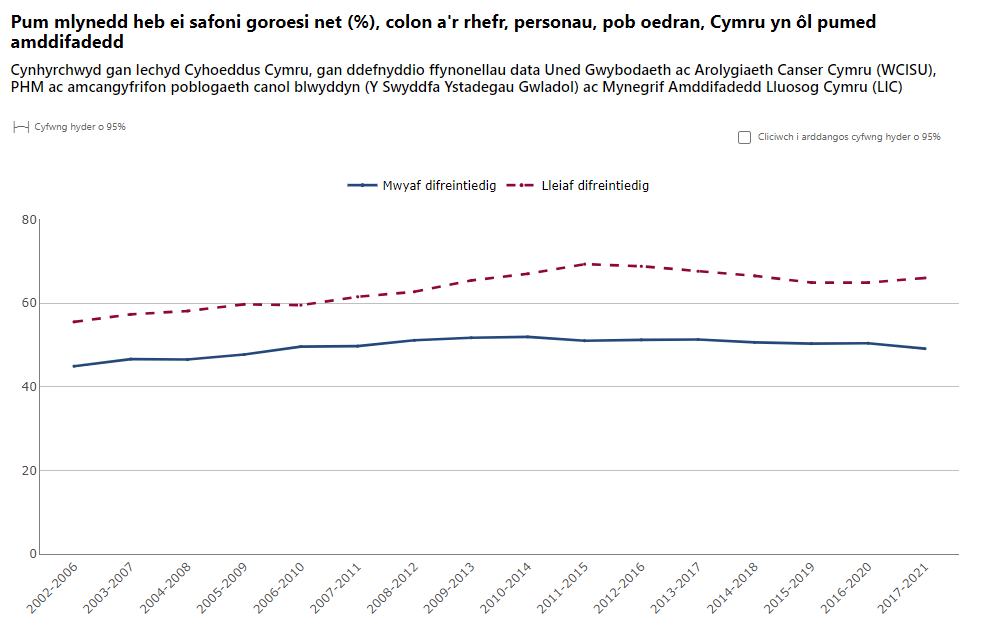 Pum mlynedd heb ei safoni goroesi net (%), colon a'r rhefr, personau, pob oedran, Cymru yn ôl pumed
amddifadedd
Cynhyrchwyd gan Iechyd Cyhoeddus Cymru, gan ddefnyddio ffynonellau data Uned Gwybodaeth ac Arolygiaeth Canser Cymru (WCISU),
PHM ac amcangyfrifon poblogaeth canol blwyddyn (Y Swyddfa Ystadegau Gwladol) ac Mynegrif Amddifadedd Lluosog Cymru (LlC)
Cyfwng hyder o 95%
Cliciwch i arddangos cyfwng hyder o 95%
Mwyaf difreintiedig
Lleiaf difreintiedig
80
60
40
20
0
2002-2006
2003-2007
2004-2008
2005-2009
2006-2010
2007-2011
2008-2012
2009-2013
2010-2014
2011-2015
2012-2016
2013-2017
2014-2018
2015-2019
2016-2020
2017-2021